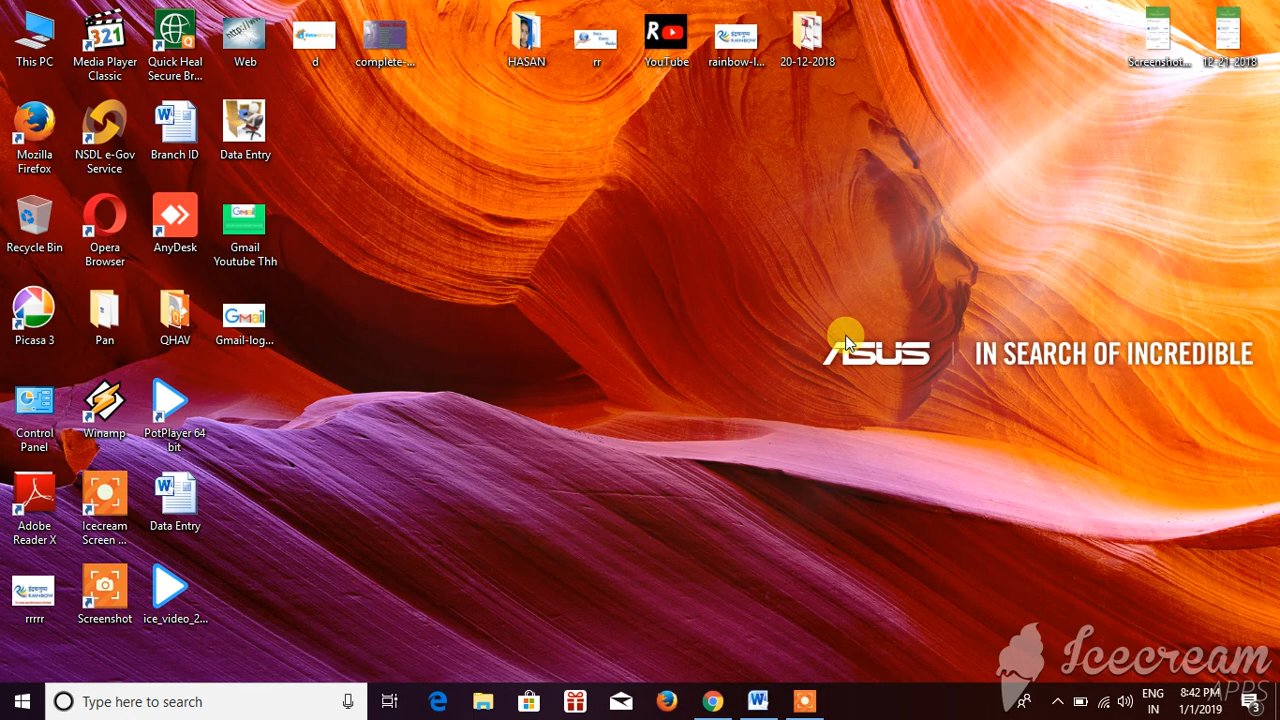 This PC
Media Player
Classic
Quick Heal
Secure Br...
Web
d
complete-...
HASAN
rr
YouTube
rainbow-l...
20-12-2018
Screenshot...
12-21-2018
Mozilla
Firefox
NSDL e-Gov
Service
Branch ID
Data Entry
Recycle Bin
Opera
Browser
AnyDesk
Gmail
Youtube Thh
Picasa 3
Pan
QHAV
Gmail
Gmail-log...
ASUS | IN SEARCH OF INCREDIBLE
Control
Panel
Winamp
PotPlayer 64
bit
Adobe
Reader X
Icecream
Screen ...
Data Entry
rrrrr
Screenshot
ice_video_2...
Icecream
APPS
Type here to search
ENG
IN
8:42 PM
1/1/2019
3